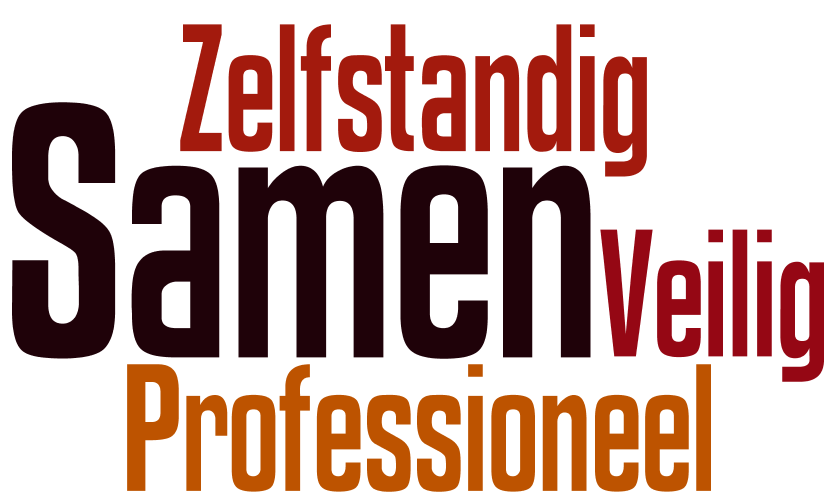 Zelfstandig
Samen
Veilig
Professioneel